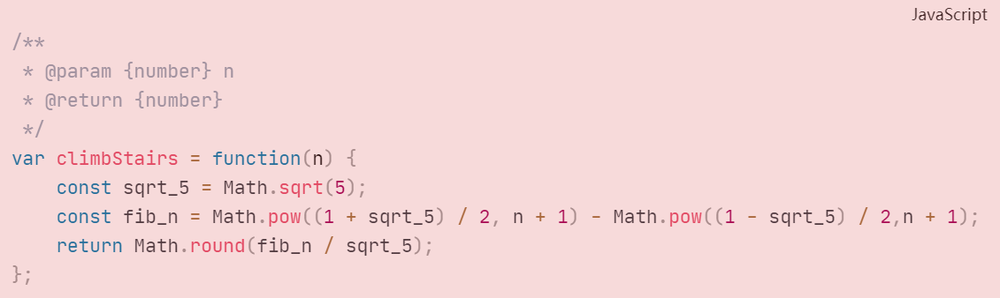 JavaScript
/**
 * @param {number} n
 * @return {number}
 */
var climbStairs = function(n) {
    const sqrt_5 = Math.sqrt(5);
    const fib_n = Math.pow((1 + sqrt_5) / 2, n + 1) - Math.pow((1 - sqrt_5) / 2,n + 1);
    return Math.round(fib_n / sqrt_5);
};